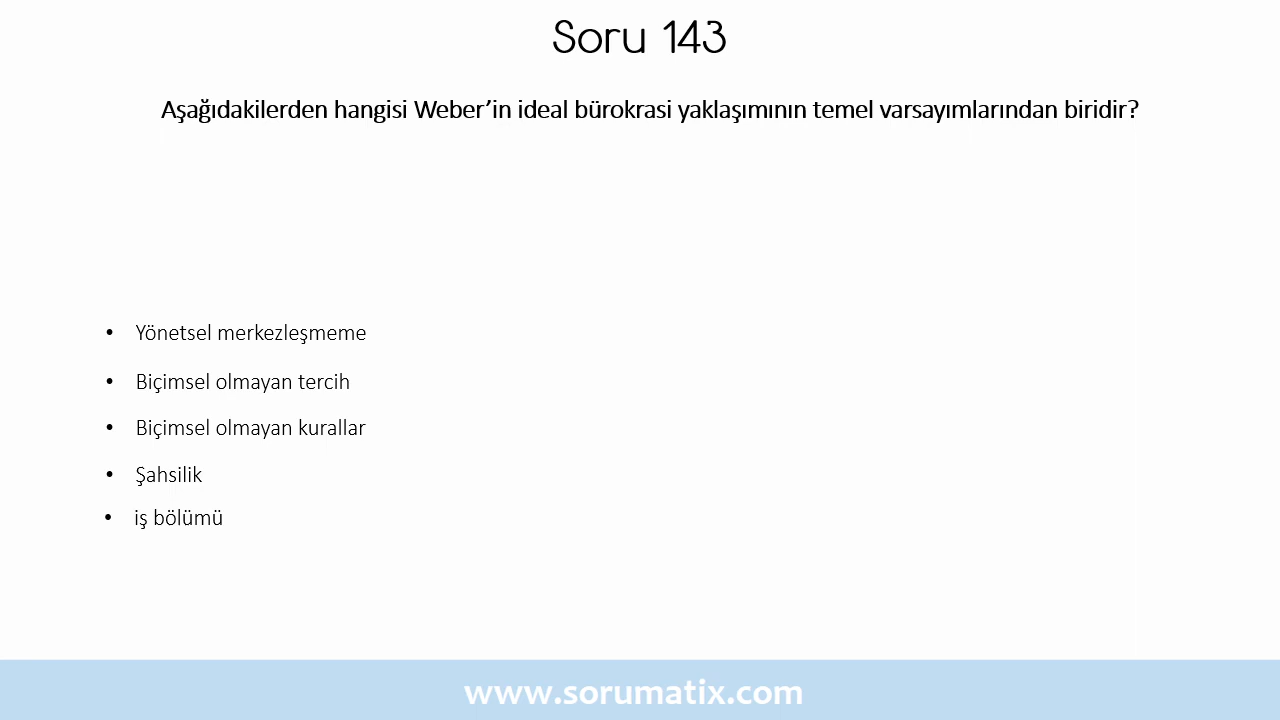 Soru 143
Aşağıdakilerden hangisi Weber’in ideal bürokrasi yaklaşımının temel varsayımlarından biridir?
• Yönetsel merkezleşmeme
• Biçimsel olmayan tercih
• Biçimsel olmayan kurallar
• Şahsilik
• iş bölümü
www.sorumatix.com